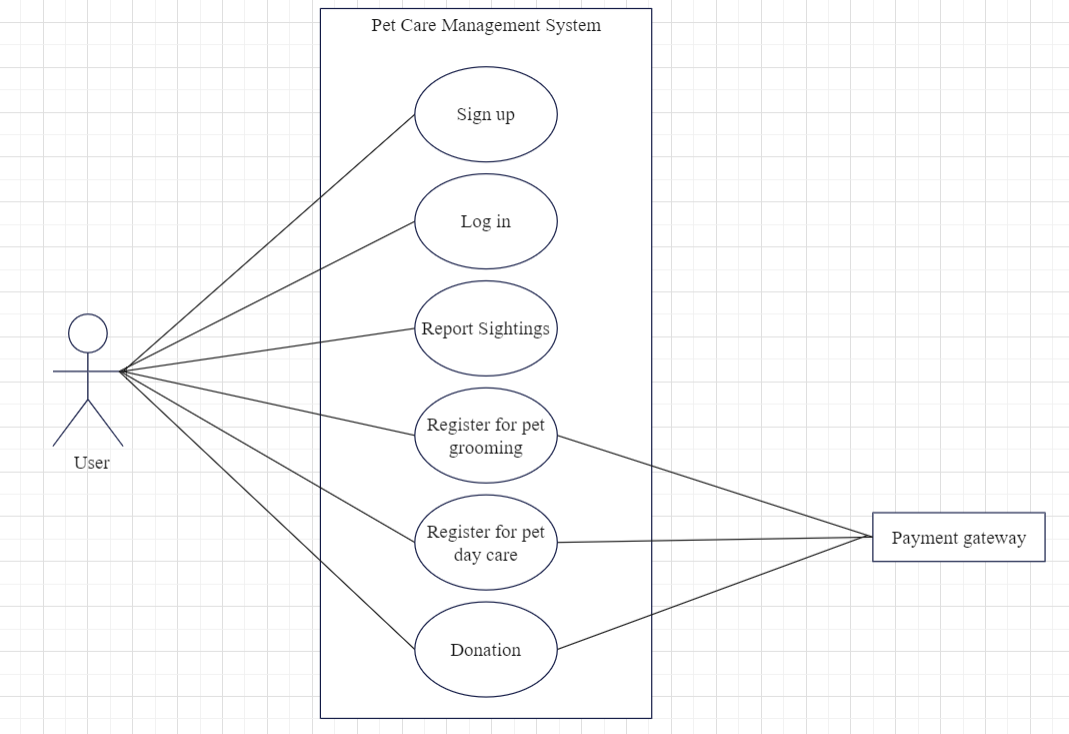 Pet Care Management System
Sign up
Log in
Report Sightings
Register for pet
grooming
Register for pet
day care
Donation
User
Payment gateway